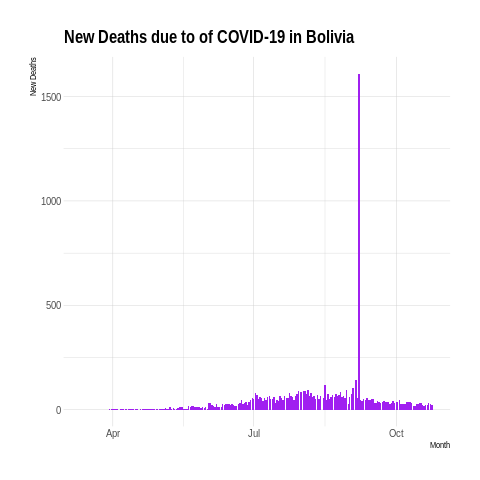 New Deaths due to of COVID-19 in Bolivia
New Deaths
1500
1000
500
0
Apr
Jul
Oct
Month